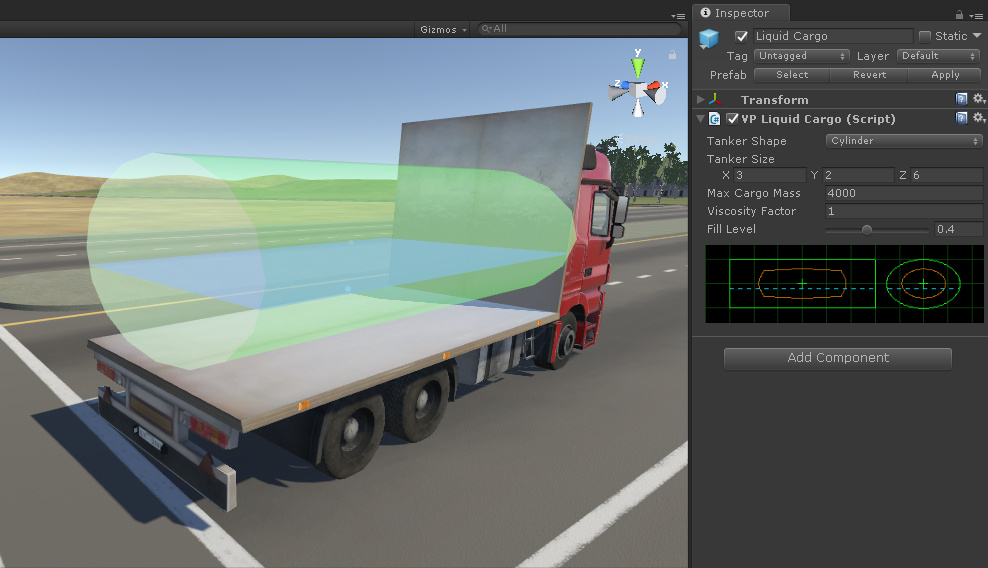 Gizmos
All
y
z
x
Inspector
Liquid Cargo
Static
Tag Untagged Layer Default
Prefab Select Revert Apply
Transform
VP Liquid Cargo (Script)
Tanker Shape Cylinder
Tanker Size
X 3 Y 2 Z 6
Max Cargo Mass 4000
Viscosity Factor 1
Fill Level 0.4
Add Component